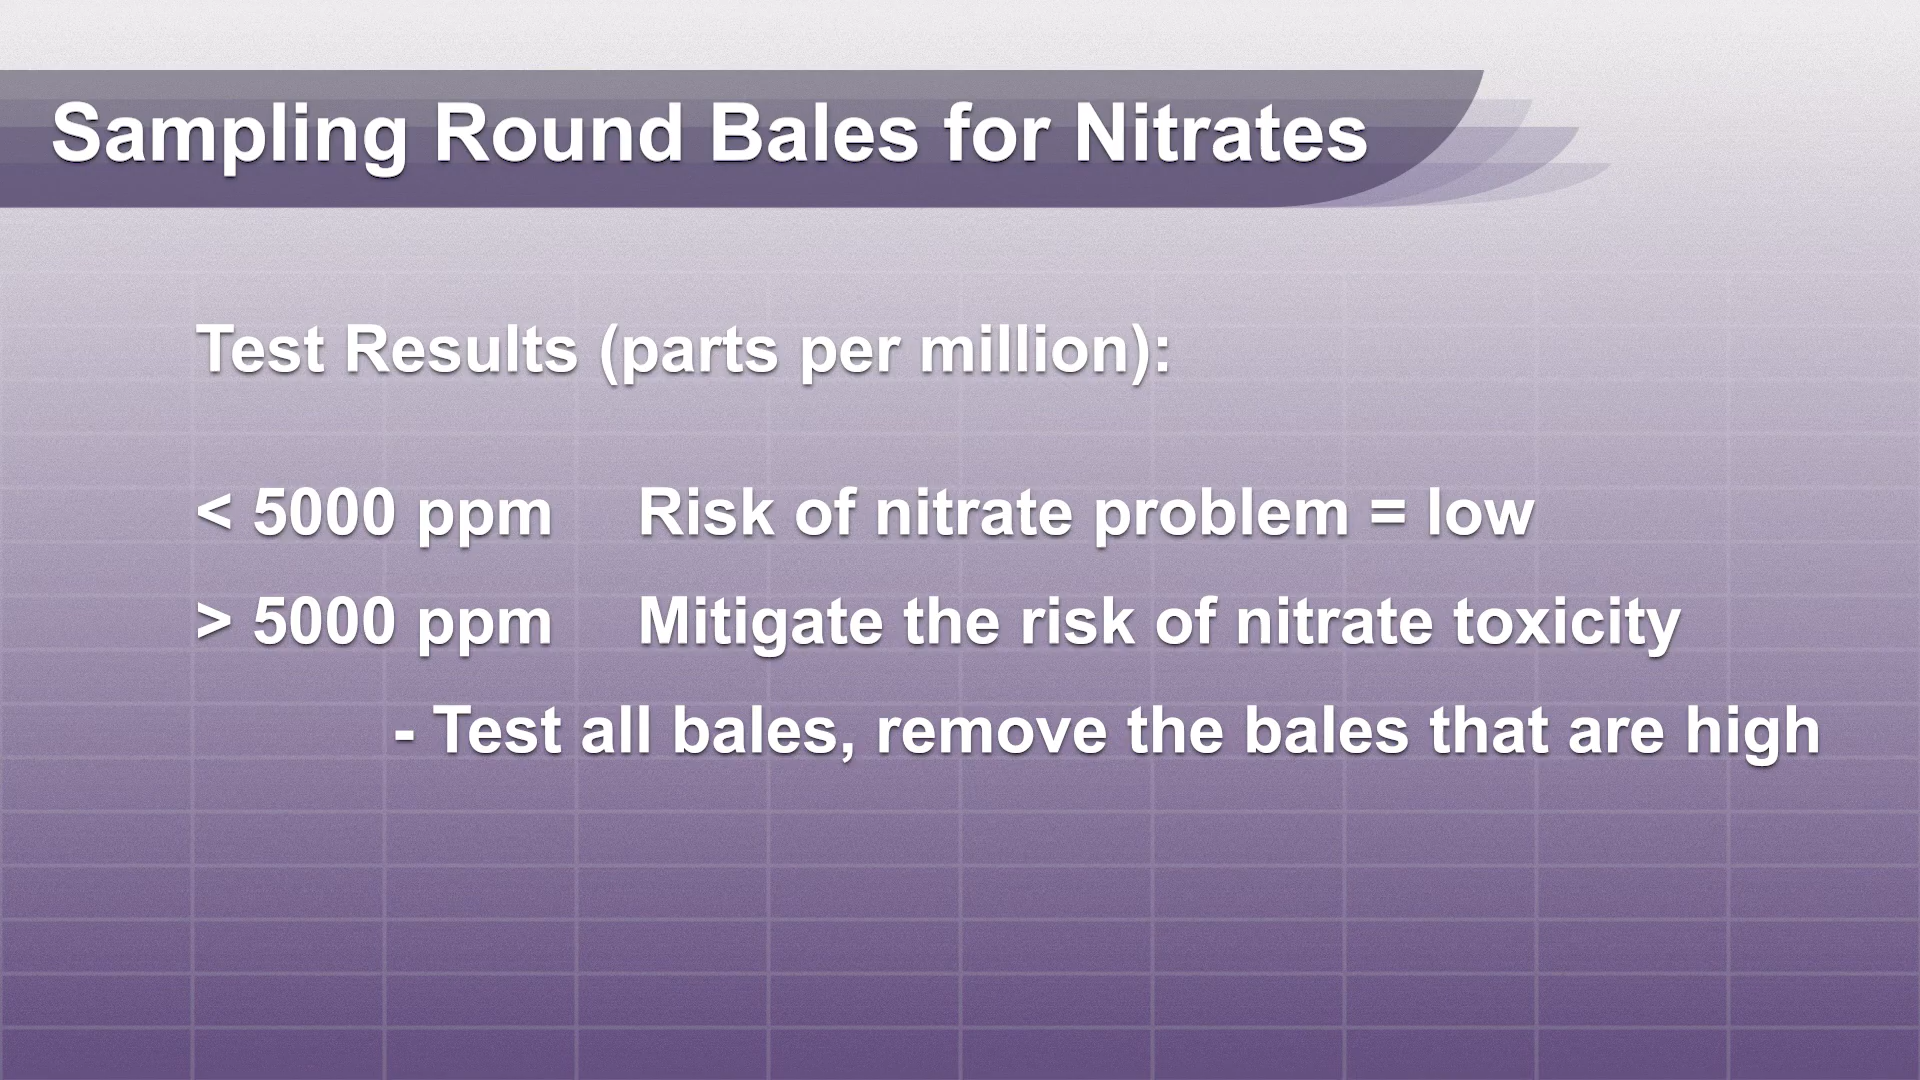 Sampling Round Bales for Nitrates
Test Results (parts per million):
< 5000 ppm Risk of nitrate problem = low
> 5000 ppm Mitigate the risk of nitrate toxicity
- Test all bales, remove the bales that are high